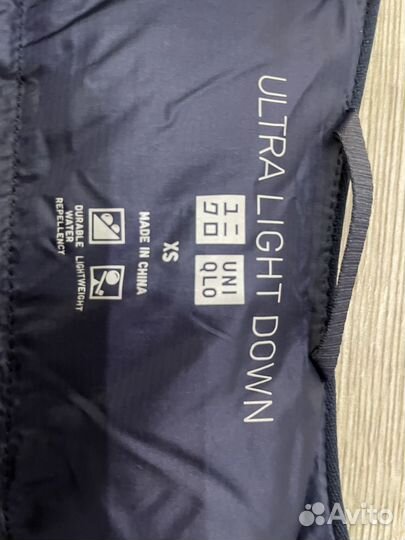 ULTRA LIGHT DOWN
ユニ
クロ
UNI
QLO
XS
MADE IN CHINA
DURABLE
WATER
REPELLENCY
LIGHTWEIGHT
Avito